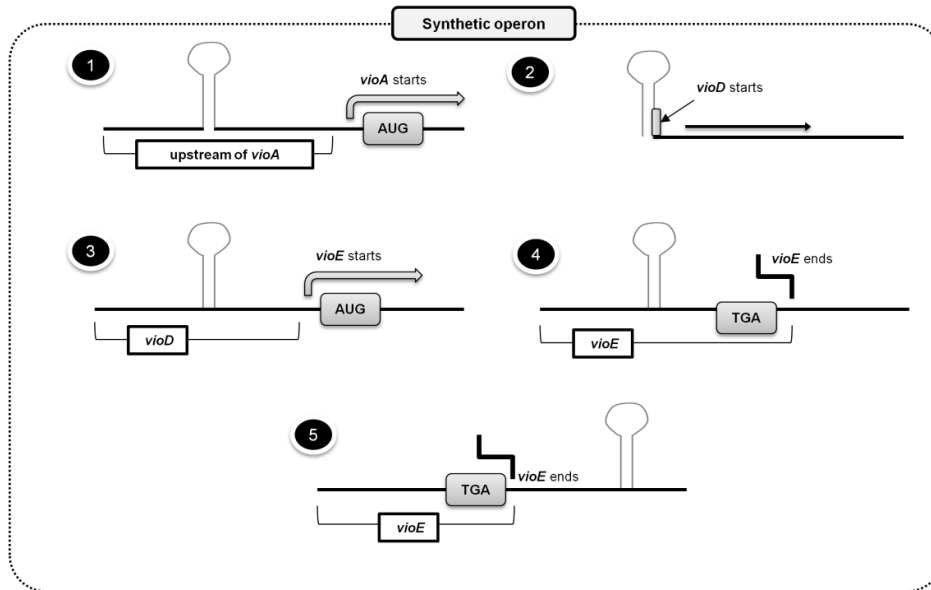 Synthetic operon
1
vioA starts
AUG
upstream of vioA
2
vioD starts
3
vioE starts
AUG
vioD
4
vioE ends
TGA
vioE
5
vioE ends
TGA
vioE